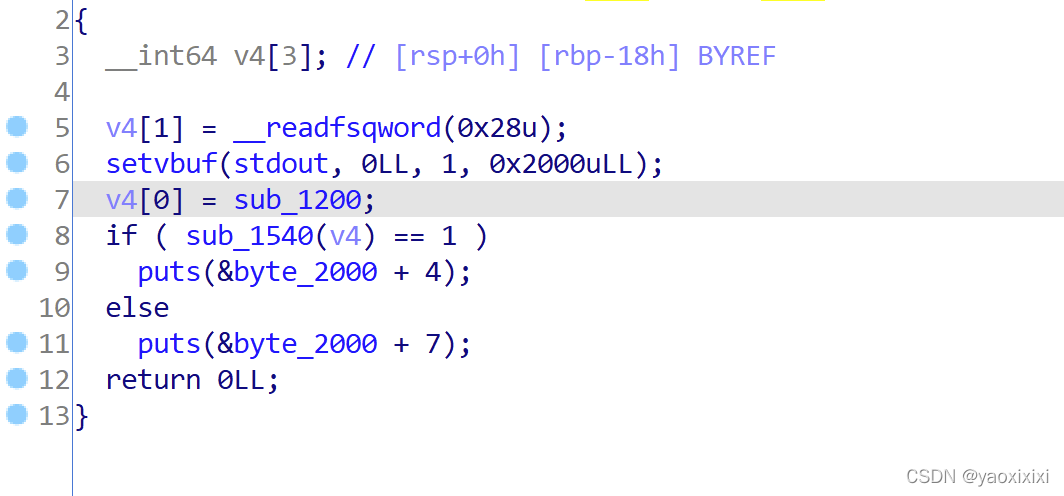 2 {
3 __int64 v4[3]; // [rsp+0h] [rbp-18h] BYREF
4
5 v4[1] = __readfsqword(0x28u);
6 setvbuf(stdout, 0LL, 1, 0x2000uLL);
7 v4[0] = sub_1200;
8 if ( sub_1540(v4) == 1 )
9 puts(&byte_2000 + 4);
10 else
11 puts(&byte_2000 + 7);
12 return 0LL;
13 }
CSDN @yaoxixixi